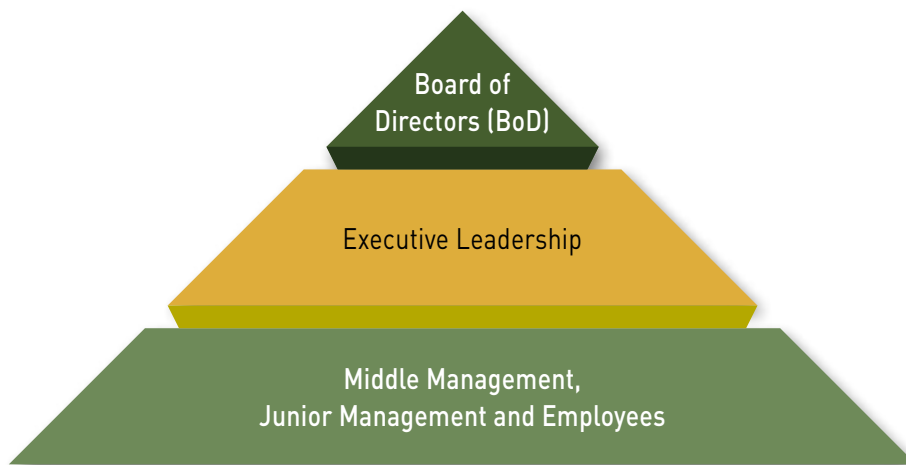 Board of
Directors (BoD)
Executive Leadership
Middle Management,
Junior Management and Employees